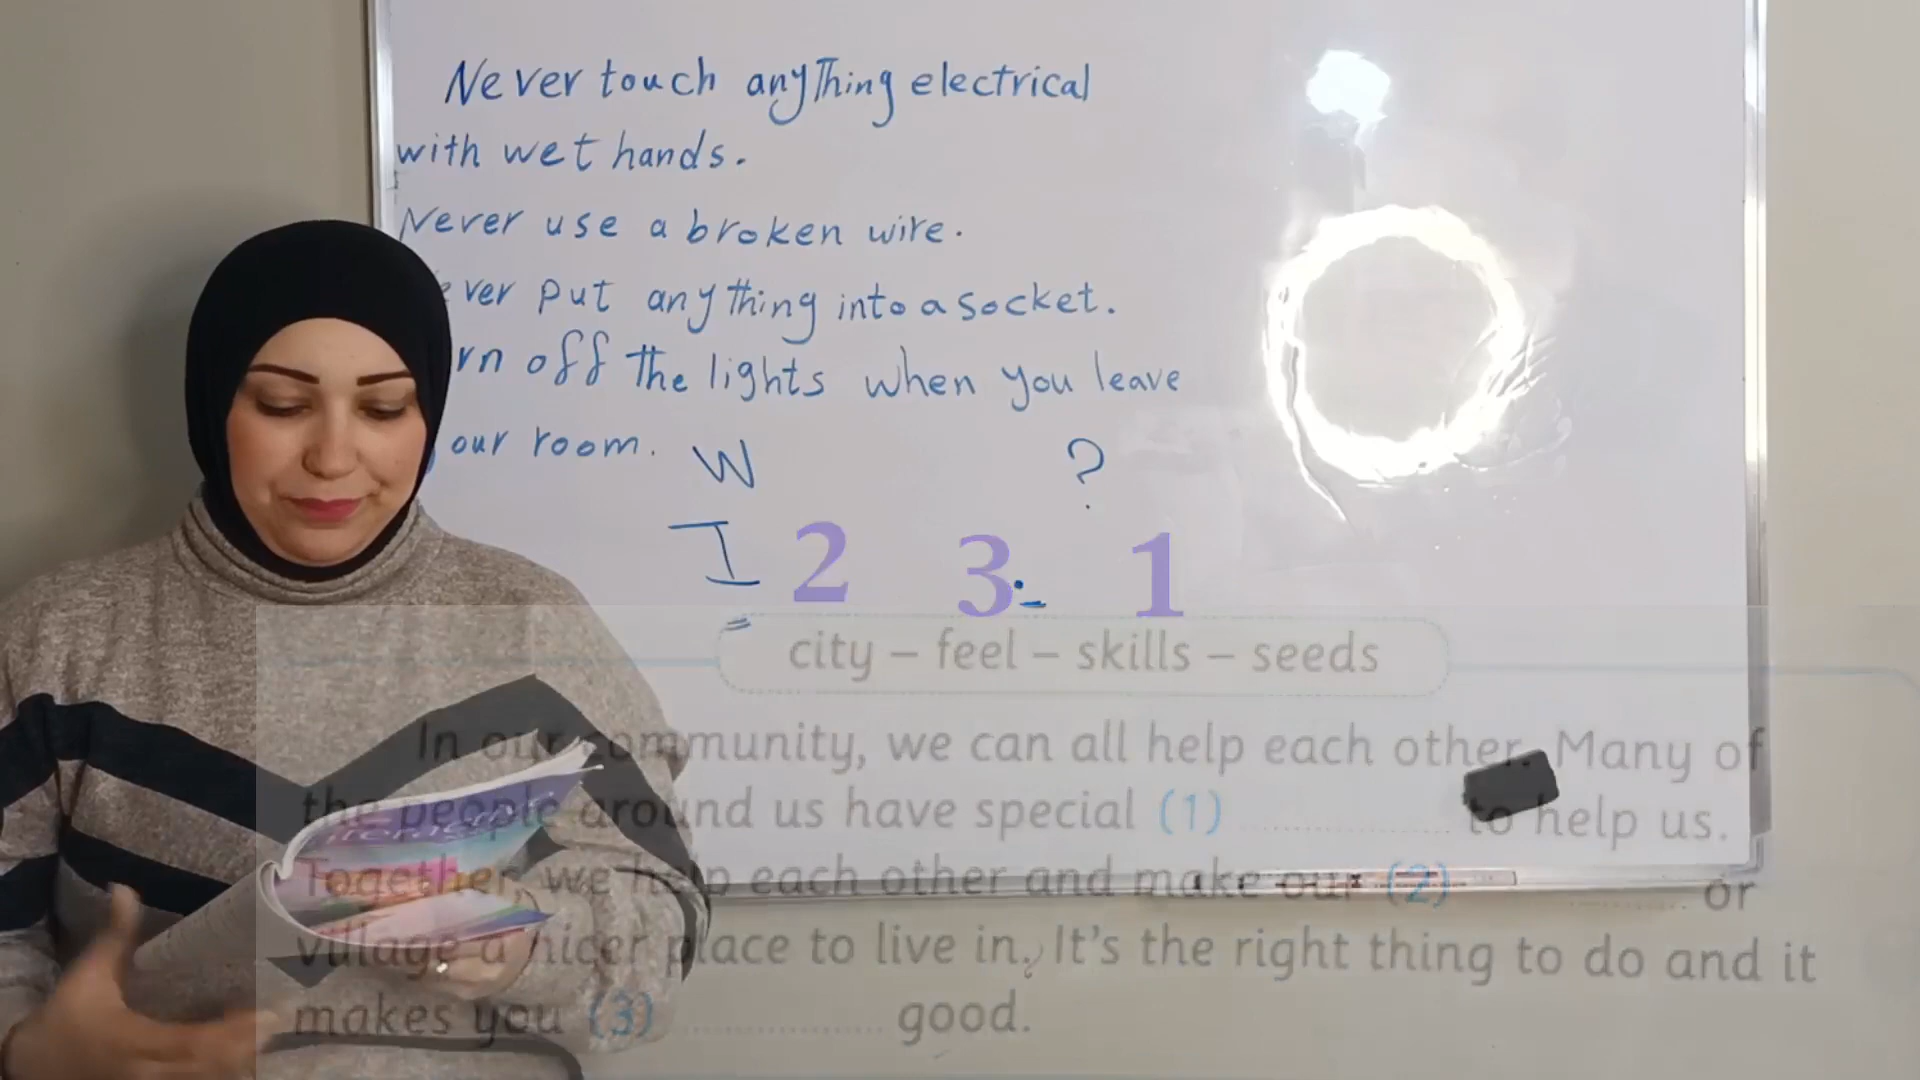 Never touch anything electrical
with wet hands.
Never use a broken wire.
ver put anything into a socket.
rn off the lights when you leave
our room. W ?
I 2 3 1
city – feel – skills – seeds
In our community, we can all help each other. Many of
the people around us have special (1) .................... to help us.
Together, we help each other and make our (2) .................... or
village a nicer place to live in. It's the right thing to do and it
makes you (3) .................... good.